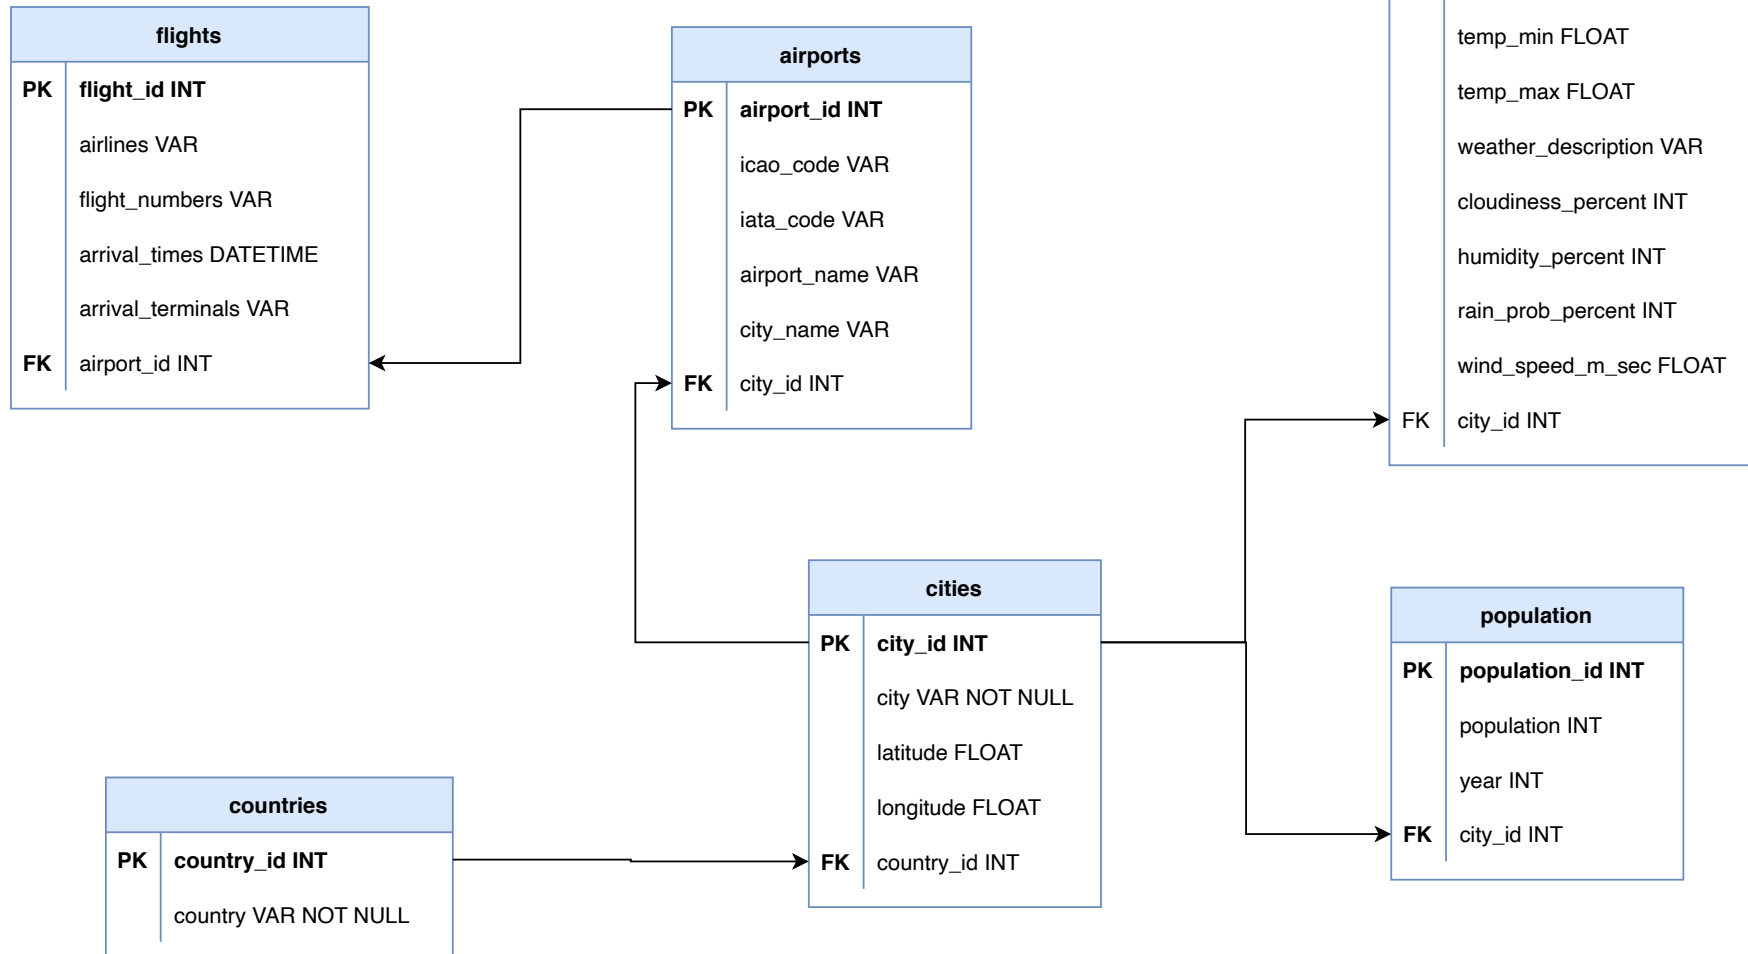 flights
PK flight_id INT
airlines VAR
flight_numbers VAR
arrival_times DATETIME
arrival_terminals VAR
FK airport_id INT
airports
PK airport_id INT
icao_code VAR
iata_code VAR
airport_name VAR
city_name VAR
FK city_id INT
temp_min FLOAT
temp_max FLOAT
weather_description VAR
cloudiness_percent INT
humidity_percent INT
rain_prob_percent INT
wind_speed_m_sec FLOAT
FK city_id INT
cities
PK city_id INT
city VAR NOT NULL
latitude FLOAT
longitude FLOAT
FK country_id INT
population
PK population_id INT
population INT
year INT
FK city_id INT
countries
PK country_id INT
country VAR NOT NULL